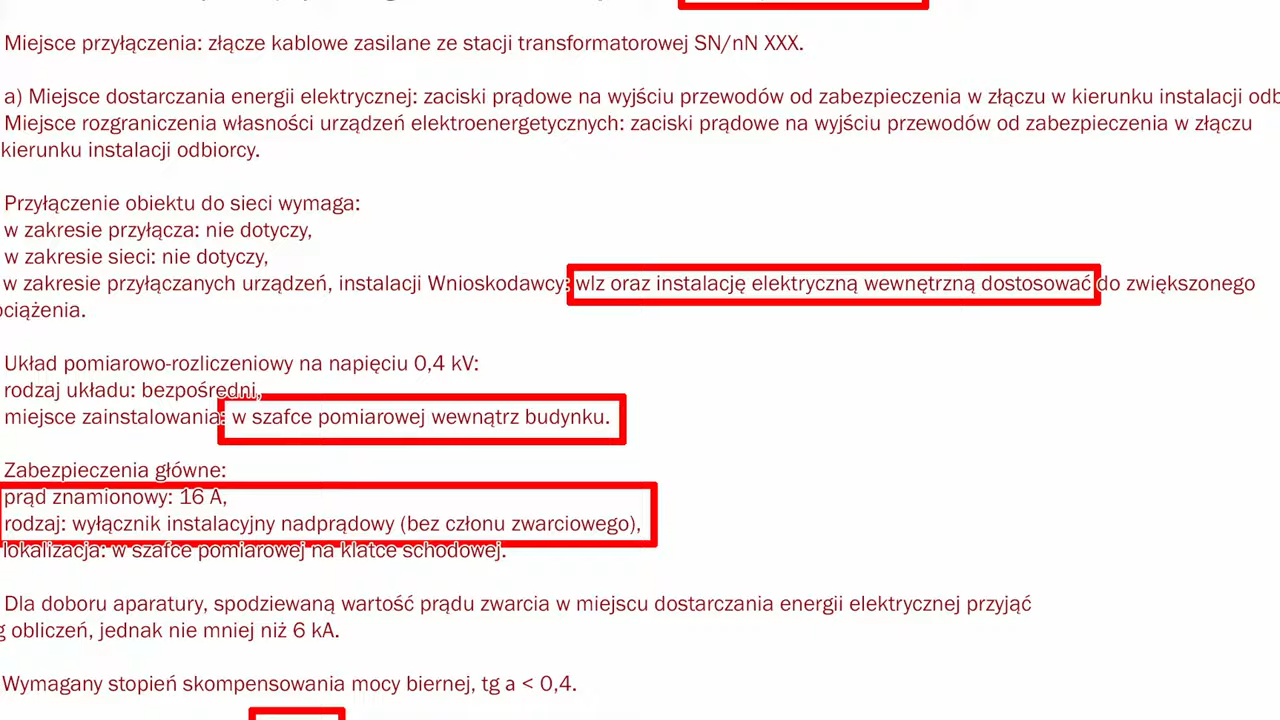 Miejsce przyłączenia: złącze kablowe zasilane ze stacji transformatorowej SN/nN XXX.
a) Miejsce dostarczania energii elektrycznej: zaciski prądowe na wyjściu przewodów od zabezpieczenia w złączu w kierunku instalacji odb
Miejsce rozgraniczenia własności urządzeń elektroenergetycznych: zaciski prądowe na wyjściu przewodów od zabezpieczenia w złączu
kierunku instalacji odbiorcy.
Przyłączenie obiektu do sieci wymaga:
w zakresie przyłącza: nie dotyczy,
w zakresie sieci: nie dotyczy,
w zakresie przyłączanych urządzeń, instalacji Wnioskodawcy: wlz oraz instalację elektryczną wewnętrzną dostosować do zwiększonego
ociążenia.
Układ pomiarowo-rozliczeniowy na napięciu 0,4 kV:
rodzaj układu: bezpośredni,
miejsce zainstalowania: w szafce pomiarowej wewnątrz budynku.
Zabezpieczenia główne:
prąd znamionowy: 16 A,
rodzaj: wyłącznik instalacyjny nadprądowy (bez członu zwarciowego),
lokalizacja: w szafce pomiarowej na klatce schodowej.
Dla doboru aparatury, spodziewaną wartość prądu zwarcia w miejscu dostarczania energii elektrycznej przyjąć
g obliczeń, jednak nie mniej niż 6 kA.
Wymagany stopień skompensowania mocy biernej, tg a < 0,4.